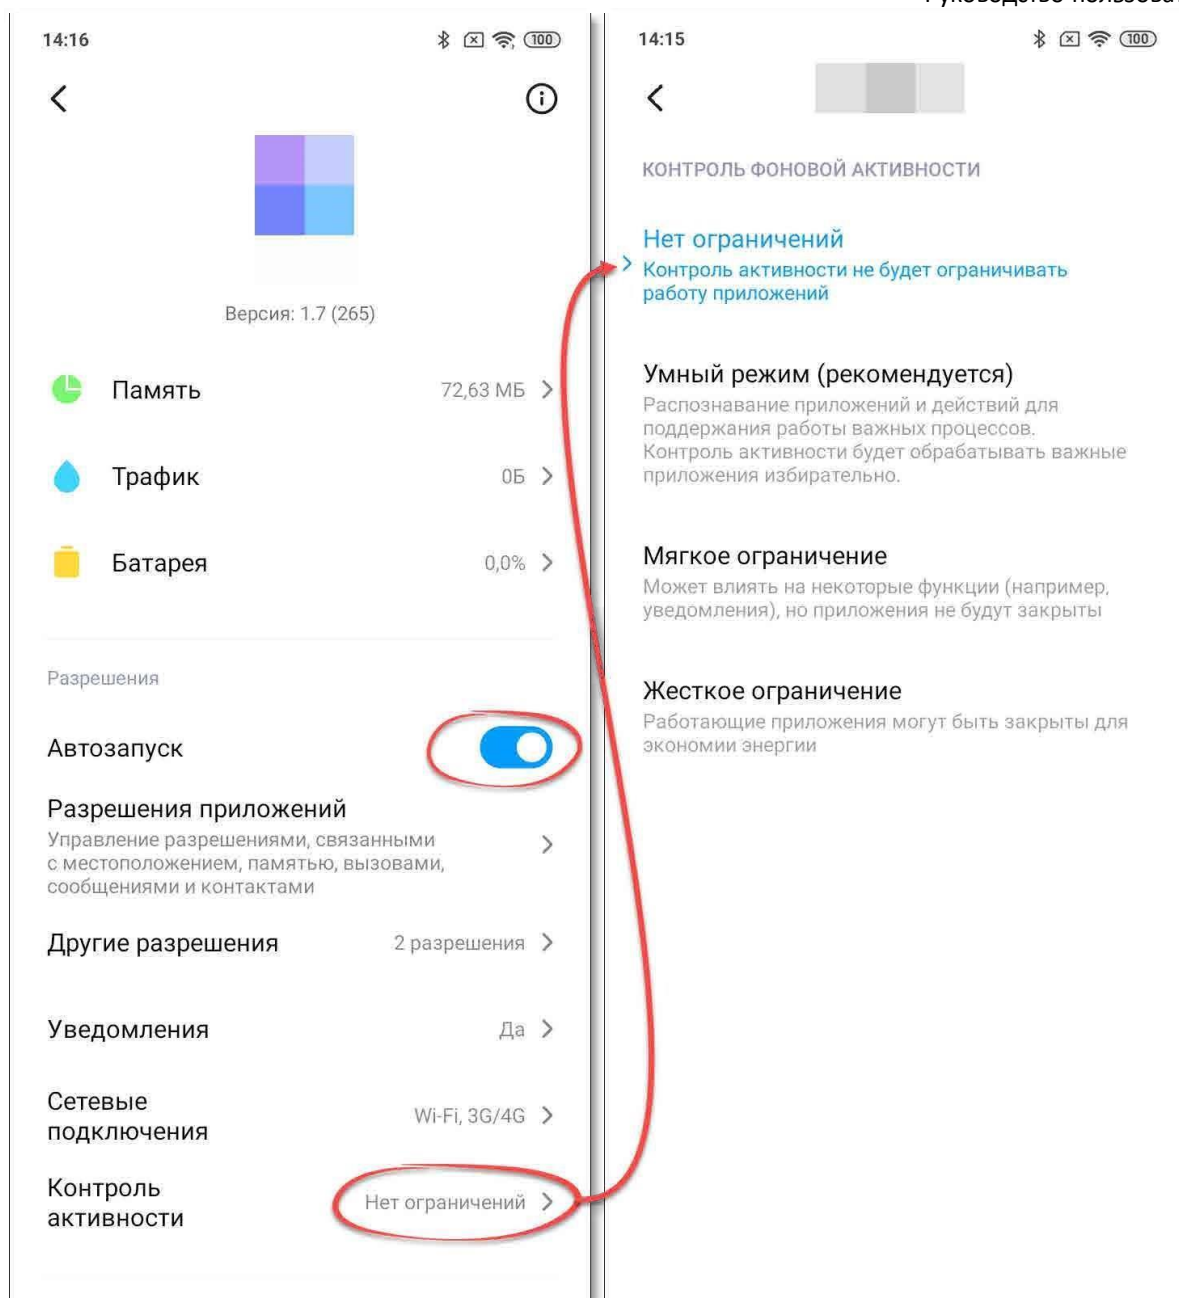 Руководство пользоват
14:16
100
Версия: 1.7 (265)
Память
72,63 МБ
Трафик
0Б
Батарея
0,0%
Разрешения
Автозапуск
Разрешения приложений
Управление разрешениями, связанными
с местоположением, памятью, вызовами,
сообщениями и контактами
Другие разрешения
2 разрешения
Уведомления
Да
Сетевые
подключения
Wi-Fi, 3G/4G
Контроль
активности
Нет ограничений
14:15
100
КОНТРОЛЬ ФОНОВОЙ АКТИВНОСТИ
Нет ограничений
Контроль активности не будет ограничивать
работу приложений
Умный режим (рекомендуется)
Распознавание приложений и действий для
поддержания работы важных процессов.
Контроль активности будет обрабатывать важные
приложения избирательно.
Мягкое ограничение
Может влиять на некоторые функции (например,
уведомления), но приложения не будут закрыты
Жесткое ограничение
Работающие приложения могут быть закрыты для
экономии энергии